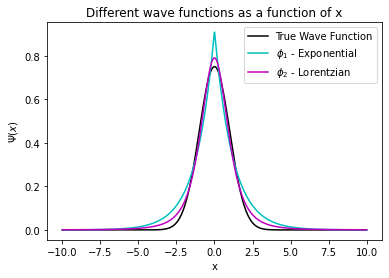 Different wave functions as a function of x
True Wave Function
ϕ₁ - Exponential
ϕ₂ - Lorentzian
Ψ(x)
0.8
0.6
0.4
0.2
0.0
−10.0 −7.5 −5.0 −2.5 0.0 2.5 5.0 7.5 10.0
x